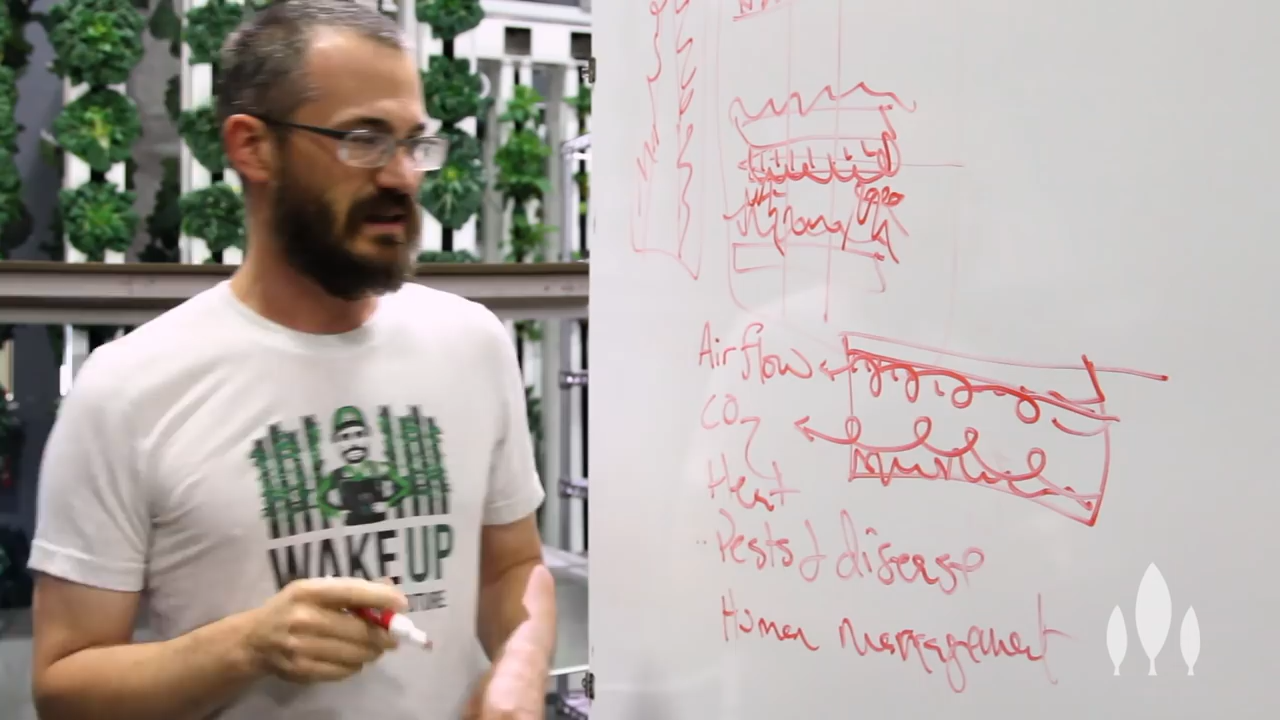 Airflow
CO2
Heat
Pests & disease
Human management
WAKE UP